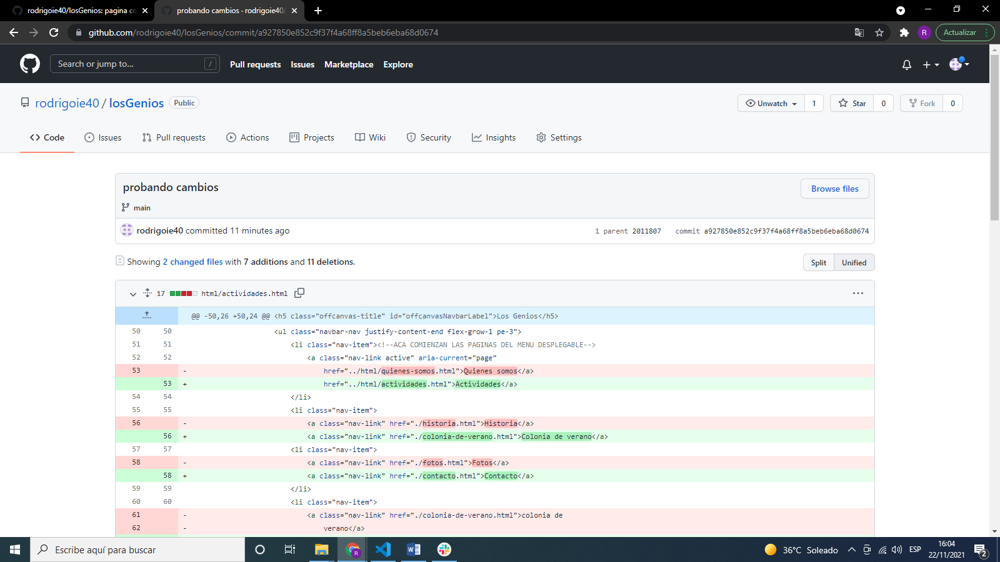 rodrigoie40/losGenios: pagina co
probando cambios · rodrigoie40/
github.com/rodrigoie40/losGenios/commit/a927850e852c9f37f4a68ff8a5beb6eba68d0674
R
Actualizar
Search or jump to...
/
Pull requests
Issues
Marketplace
Explore
rodrigoie40 / losGenios
Public
Unwatch
1
Star
0
Fork
0
Code
Issues
Pull requests
Actions
Projects
Wiki
Security
Insights
Settings
probando cambios
Browse files
main
rodrigoie40 committed 11 minutes ago
1 parent 2011807
commit a927850e852c9f37f4a68ff8a5beb6eba68d0674
Showing 2 changed files with 7 additions and 11 deletions.
Split
Unified
17 html/actividades.html
@@ -50,26 +50,24 @@ <h5 class="offcanvas-title" id="offcanvasNavbarLabel">Los Genios</h5>
50 50 <ul class="navbar-nav justify-content-end flex-grow-1 pe-3">
51 51 <li class="nav-item"><!--ACA COMIENZAN LAS PAGINAS DEL MENU DESPLEGABLE-->
52 52 <a class="nav-link active" aria-current="page"
53 - href="../html/quienes-somos.html">Quienes somos</a>
53 + href="../html/actividades.html">Actividades</a>
54 54 </li>
55 55 <li class="nav-item">
56 - <a class="nav-link" href="./historia.html">Historia</a>
56 + <a class="nav-link" href="./colonia-de-verano.html">Colonia de verano</a>
57 57 <li class="nav-item">
58 - <a class="nav-link" href="./fotos.html">Fotos</a>
58 + <a class="nav-link" href="./contacto.html">Contacto</a>
59 59 </li>
60 60 <li class="nav-item">
61 - <a class="nav-link" href="./colonia-de-verano.html">colonia de
62 - verano</a>
Escribe aquí para buscar
R
36°C Soleado
ESP
16:04
22/11/2021
2